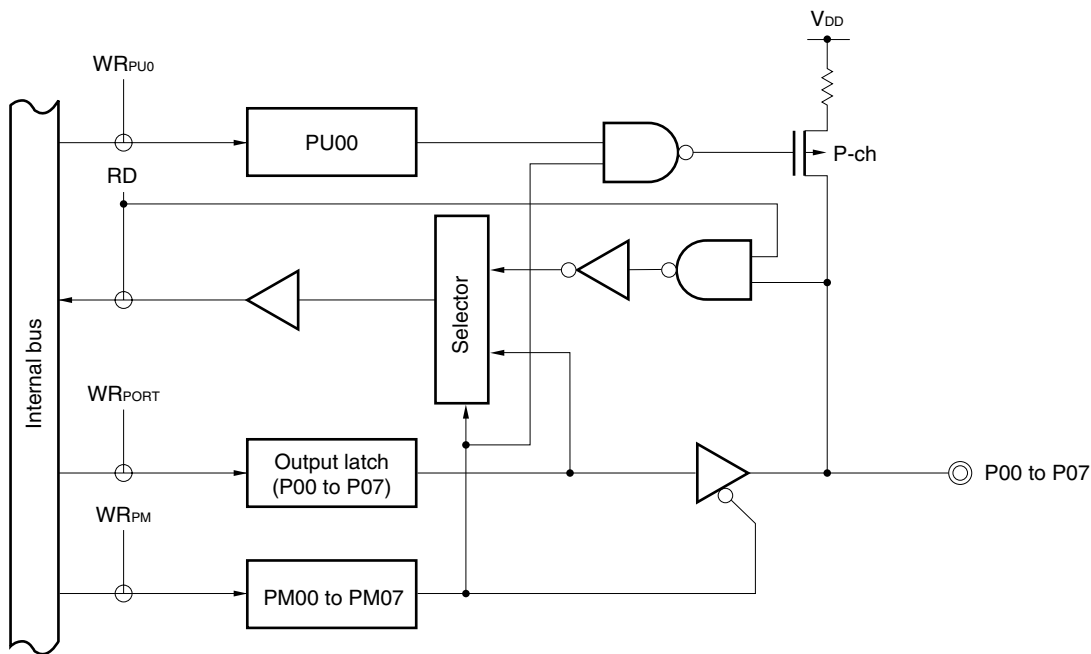 VDD
WRPU0
PU00
P-ch
RD
Selector
Internal bus
WRPORT
Output latch
(P00 to P07)
P00 to P07
WRPM
PM00 to PM07